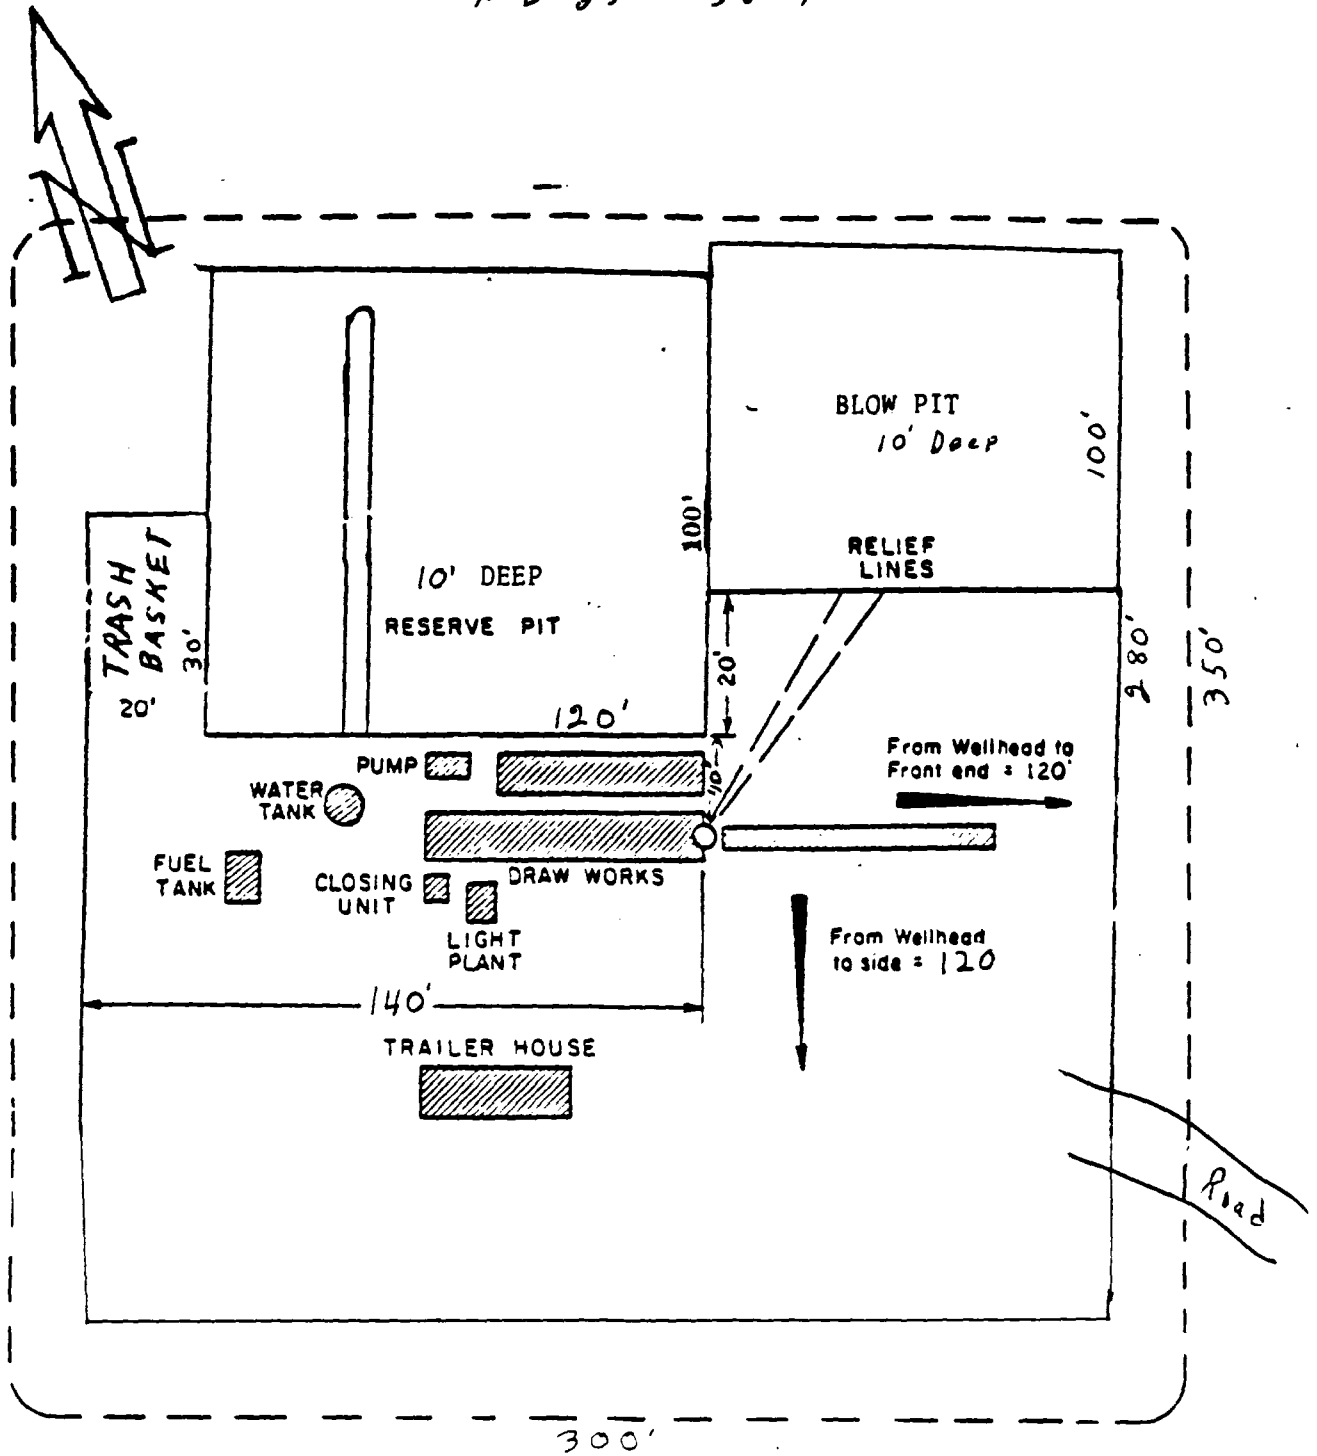 N
BLOW PIT
10' Deep
100'
RELIEF
LINES
100'
TRASH
BASKET
30'
20'
10' DEEP
RESERVE PIT
120'
20'
280'
350'
PUMP
WATER
TANK
From Wellhead to
Front end = 120'
FUEL
TANK
CLOSING
UNIT
DRAW WORKS
LIGHT
PLANT
From Wellhead
to side = 120
140'
TRAILER HOUSE
Road
300'